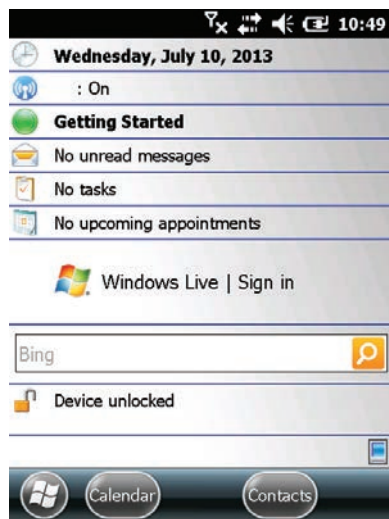 10:49
Wednesday, July 10, 2013
: On
Getting Started
No unread messages
No tasks
No upcoming appointments
Windows Live | Sign in
Bing
Device unlocked
Calendar
Contacts